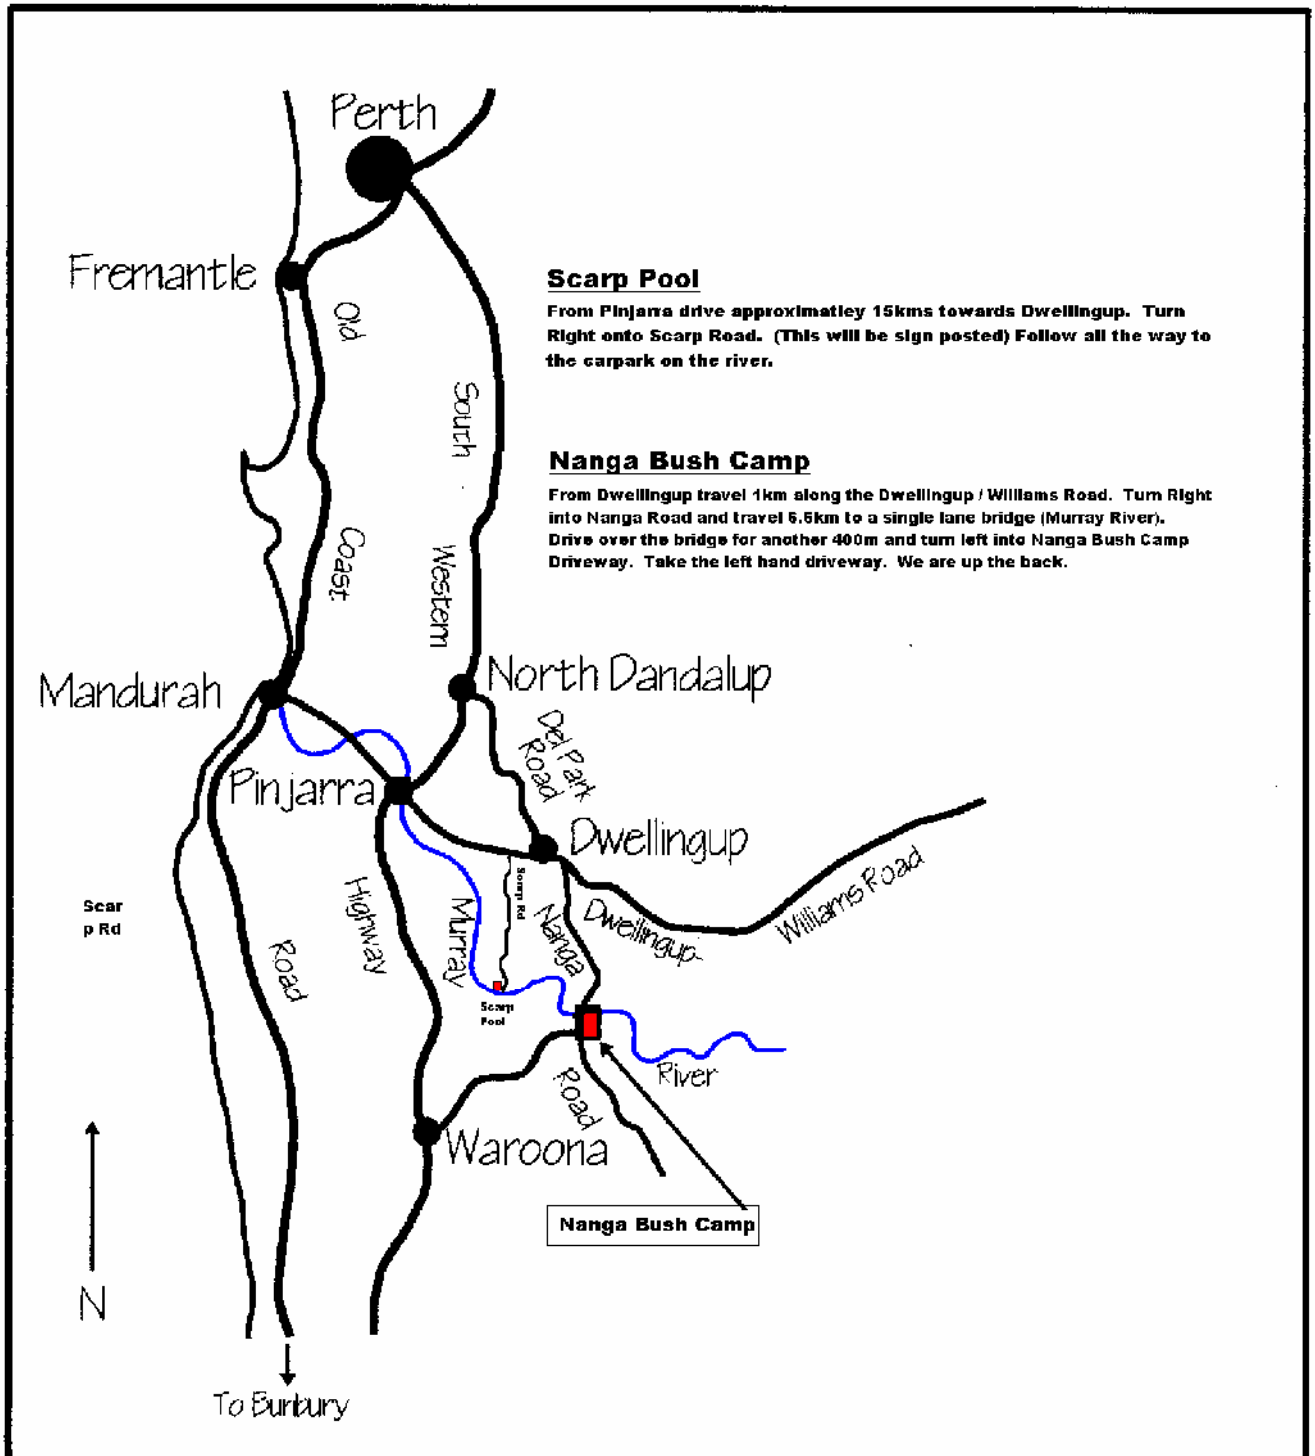 Perth
Fremantle
Old
Scarp Pool
From Pinjarra drive approximatley 15kms towards Dwellingup. Turn
Right onto Scarp Road. (This will be sign posted) Follow all the way to
the carpark on the river.
South
Nanga Bush Camp
From Dwellingup travel 1km along the Dwellingup / Williams Road. Turn Right
into Nanga Road and travel 6.6km to a single lane bridge (Murray River).
Drive over the bridge for another 400m and turn left into Nanga Bush Camp
Driveway. Take the left hand driveway. We are up the back.
Coast
Western
North Dandalup
Mandurah
Del Park
Road
Pinjarra
Dwellingup
Scarp Rd
Williams Road
Dwellingup-
Highway
Murray
Nanga
Scar
p Rd
Road
Scarp
Pool
River
Road
Waroona
Nanga Bush Camp
N
To Bunbury